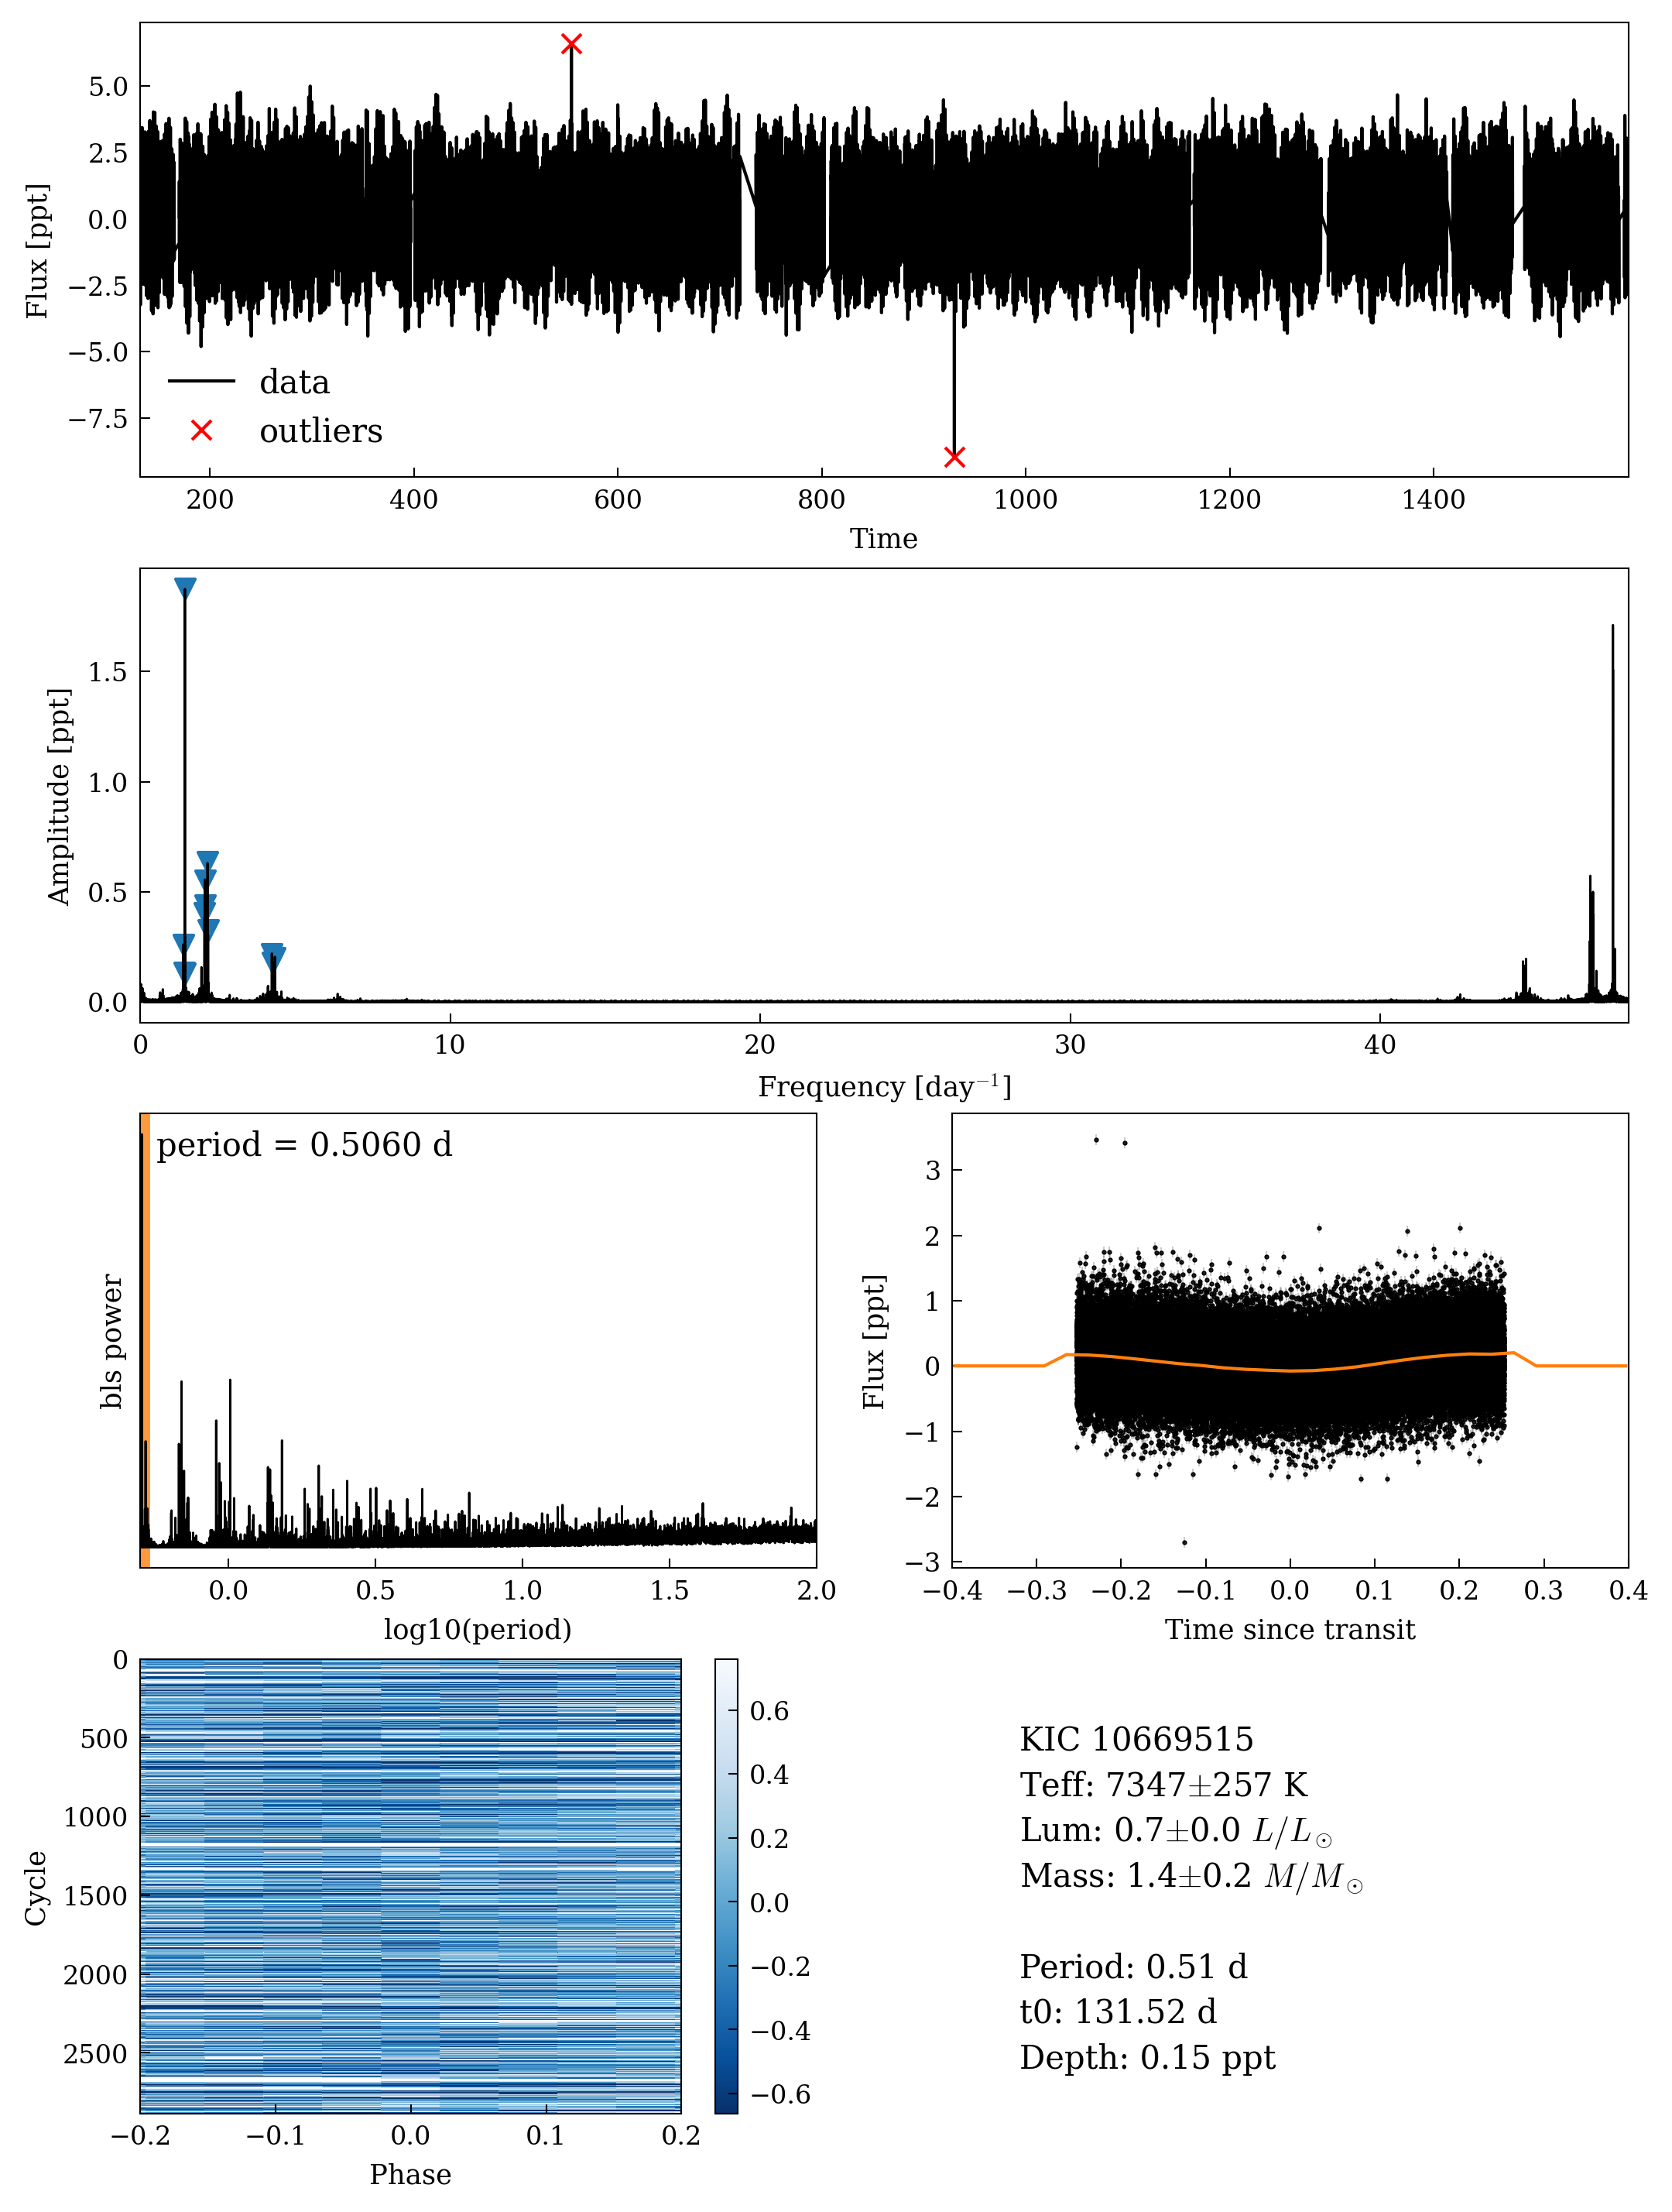 5.0
2.5
0.0
−2.5
−5.0
−7.5
Flux [ppt]
data
outliers
200 400 600 800 1000 1200 1400
Time
1.5
1.0
0.5
0.0
Amplitude [ppt]
0 10 20 30 40
Frequency [day⁻¹]
period = 0.5060 d
bls power
0.0 0.5 1.0 1.5 2.0
log10(period)
3
2
1
0
−1
−2
−3
Flux [ppt]
−0.4 −0.3 −0.2 −0.1 0.0 0.1 0.2 0.3 0.4
Time since transit
0
500
1000
1500
2000
2500
Cycle
−0.2 −0.1 0.0 0.1 0.2
Phase
0.6
0.4
0.2
0.0
−0.2
−0.4
−0.6
KIC 10669515
Teff: 7347±257 K
Lum: 0.7±0.0 L/L⊙
Mass: 1.4±0.2 M/M⊙
Period: 0.51 d
t0: 131.52 d
Depth: 0.15 ppt